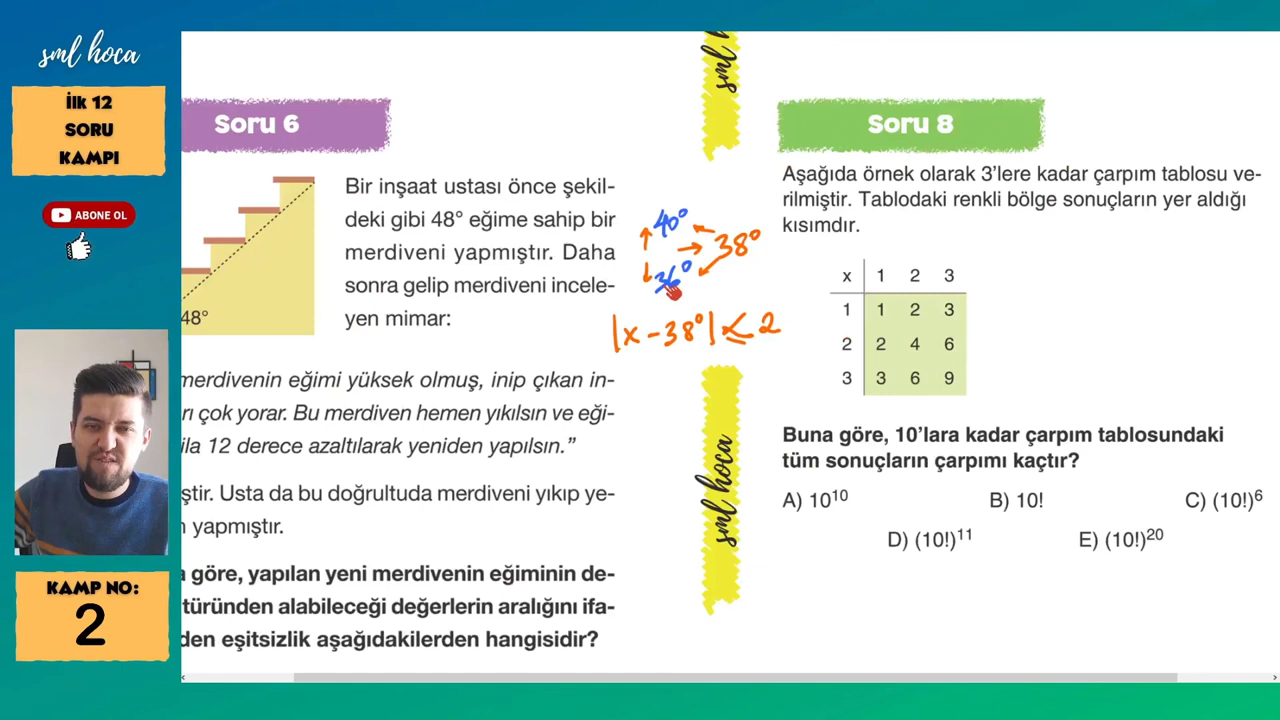 sml hoca
İlk 12
SORU
KAMPI
ABONE OL
KAMP NO:
2
Soru 6
Bir inşaat ustası önce şekil-
deki gibi 48° eğime sahip bir
merdiveni yapmıştır. Daha
sonra gelip merdiveni incele-
yen mimar:
48°
merdivenin eğimi yüksek olmuş, inip çıkan in-
rı çok yorar. Bu merdiven hemen yıkılsın ve eği-
ila 12 derece azaltılarak yeniden yapılsın.”
iştir. Usta da bu doğrultuda merdiveni yıkıp ye-
yapmıştır.
göre, yapılan yeni merdivenin eğiminin de-
türünden alabileceği değerlerin aralığını ifa-
den eşitsizlik aşağıdakilerden hangisidir?
40°
38°
36°
|x-38°| ≤ 2
sml
sml hoca
Soru 8
Aşağıda örnek olarak 3’lere kadar çarpım tablosu ve-
rilmiştir. Tablodaki renkli bölge sonuçların yer aldığı
kısımdır.
x 1 2 3
1 1 2 3
2 2 4 6
3 3 6 9
Buna göre, 10’lara kadar çarpım tablosundaki
tüm sonuçların çarpımı kaçtır?
A) 10¹⁰ B) 10! C) (10!)⁶
D) (10!)¹¹ E) (10!)²⁰